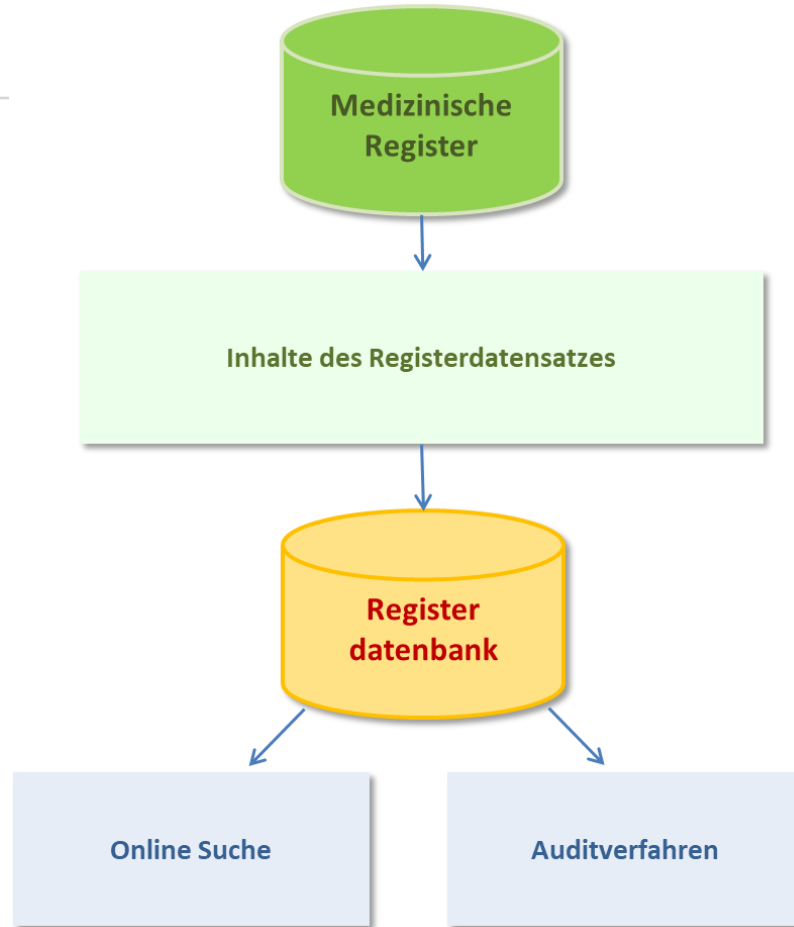 Medizinische
Register
Inhalte des Registerdatensatzes
Register
datenbank
Online Suche
Auditverfahren